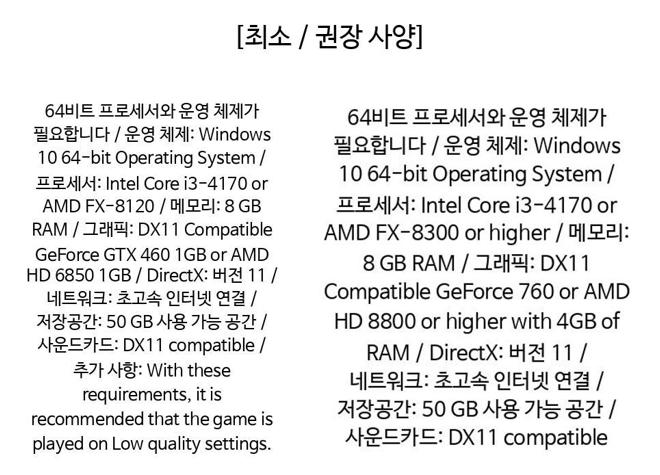 [최소 / 권장 사양]
64비트 프로세서와 운영 체제가
필요합니다 / 운영 체제: Windows
10 64-bit Operating System /
프로세서: Intel Core i3-4170 or
AMD FX-8120 / 메모리: 8 GB
RAM / 그래픽: DX11 Compatible
GeForce GTX 460 1GB or AMD
HD 6850 1GB / DirectX: 버전 11 /
네트워크: 초고속 인터넷 연결 /
저장공간: 50 GB 사용 가능 공간 /
사운드카드: DX11 compatible /
추가 사항: With these
requirements, it is
recommended that the game is
played on Low quality settings.
64비트 프로세서와 운영 체제가
필요합니다 / 운영 체제: Windows
10 64-bit Operating System /
프로세서: Intel Core i3-4170 or
AMD FX-8300 or higher / 메모리:
8 GB RAM / 그래픽: DX11
Compatible GeForce 760 or AMD
HD 8800 or higher with 4GB of
RAM / DirectX: 버전 11 /
네트워크: 초고속 인터넷 연결 /
저장공간: 50 GB 사용 가능 공간 /
사운드카드: DX11 compatible